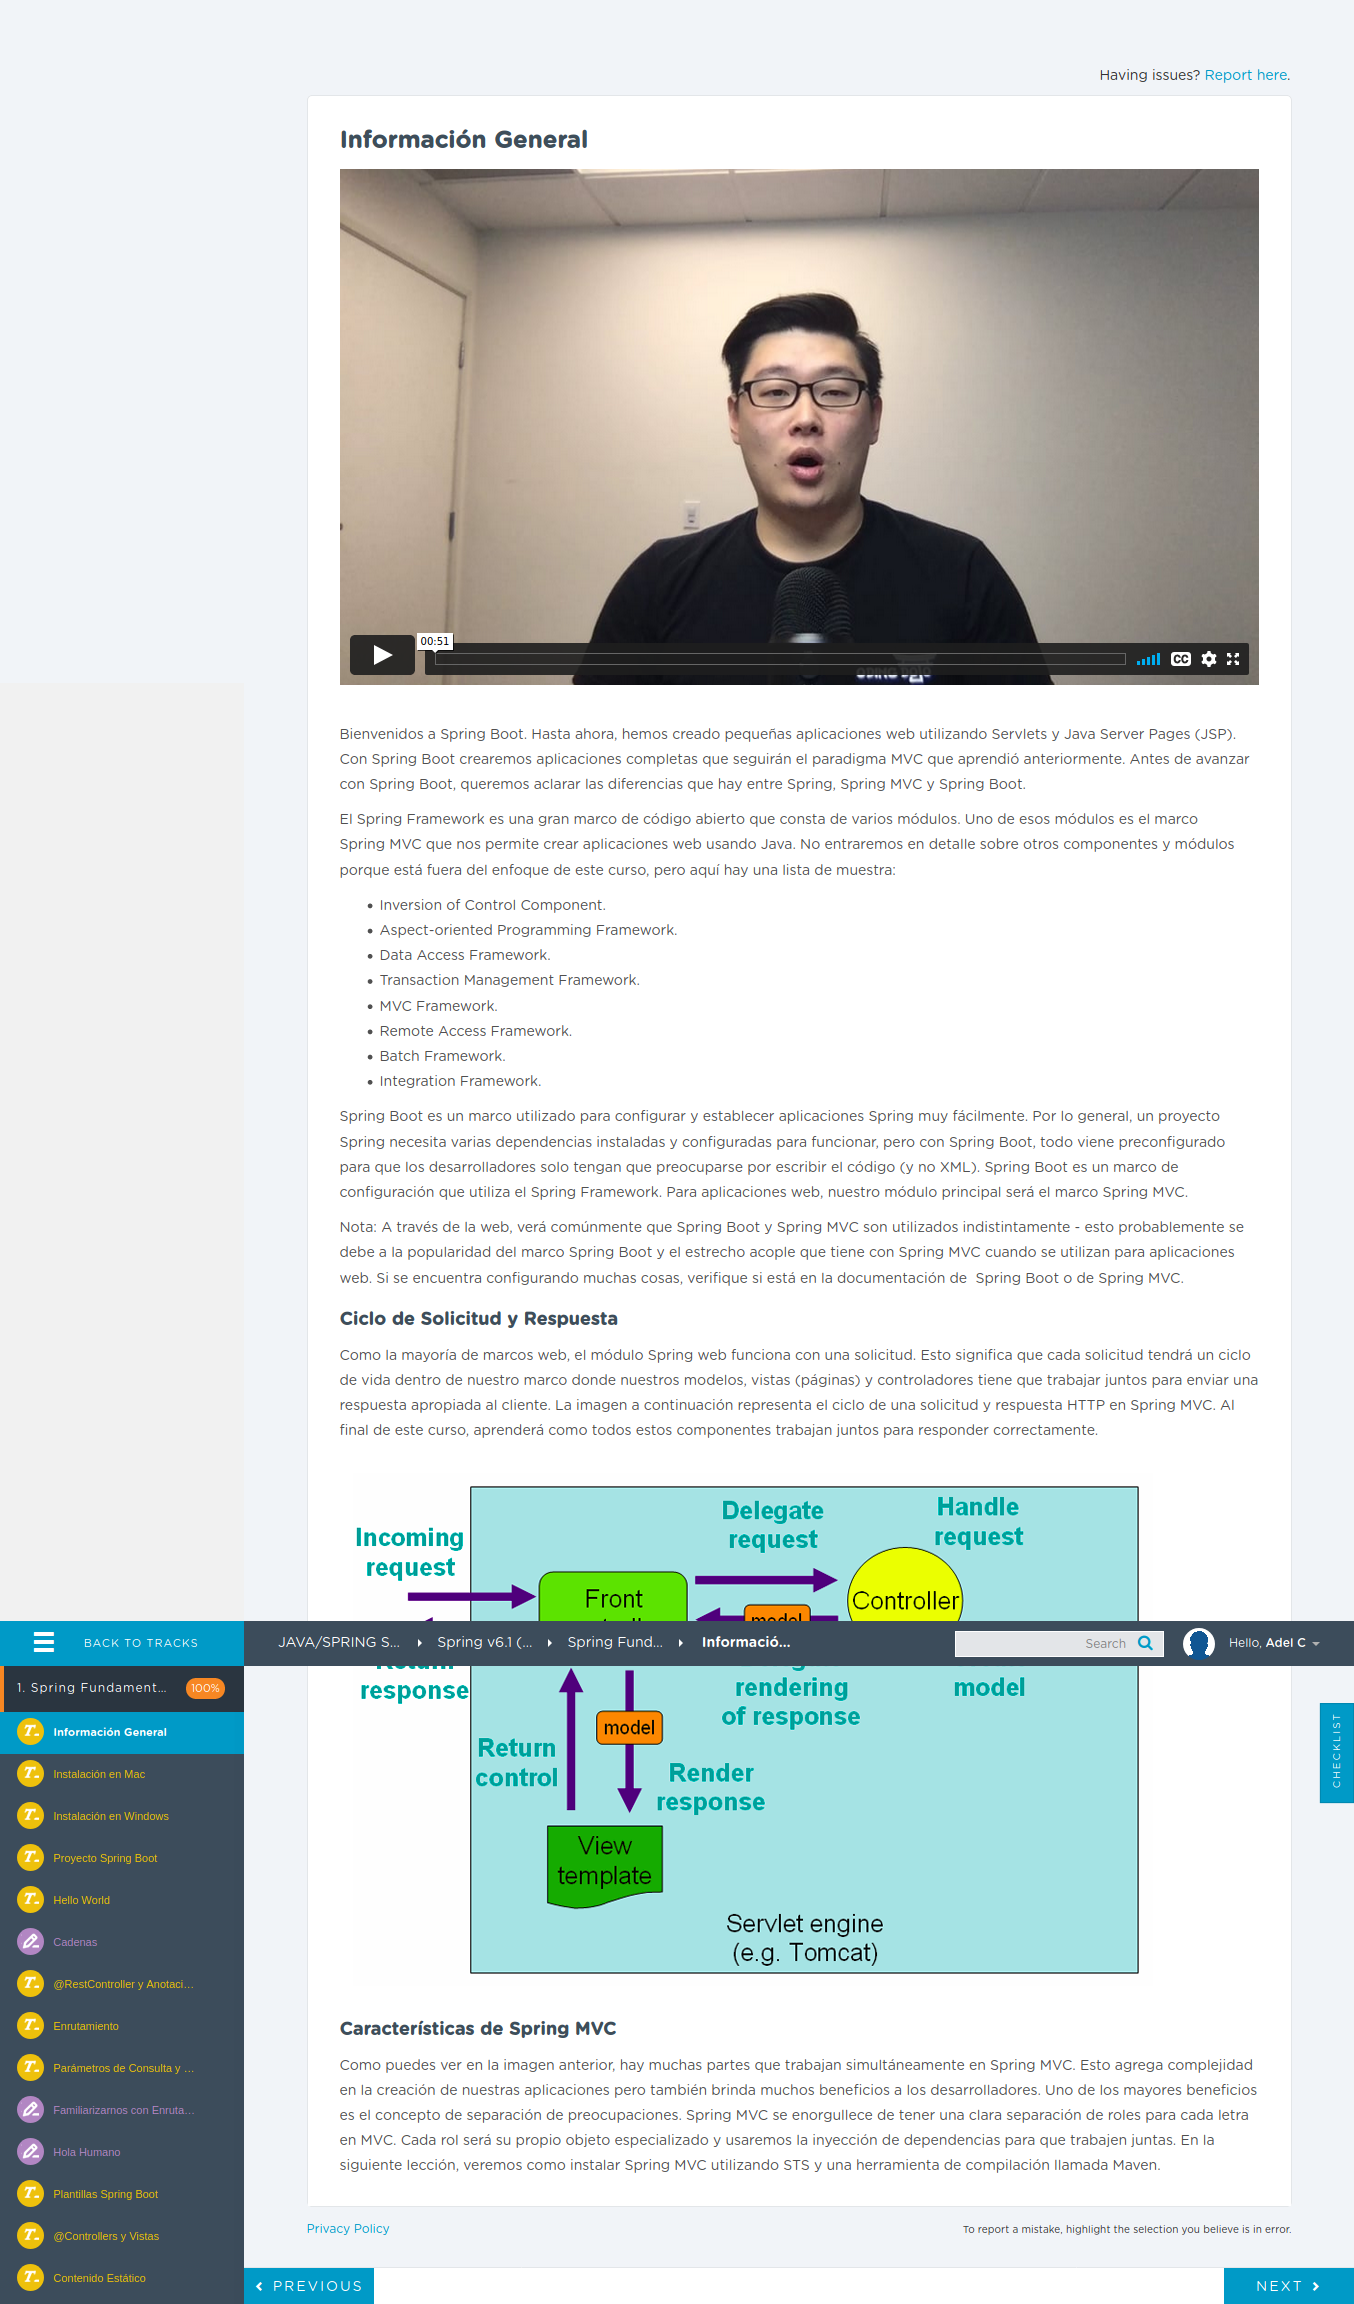 Having issues? Report here.
Información General
00:51
CC
Bienvenidos a Spring Boot. Hasta ahora, hemos creado pequeñas aplicaciones web utilizando Servlets y Java Server Pages (JSP).
Con Spring Boot crearemos aplicaciones completas que seguirán el paradigma MVC que aprendió anteriormente. Antes de avanzar
con Spring Boot, queremos aclarar las diferencias que hay entre Spring, Spring MVC y Spring Boot.
El Spring Framework es una gran marco de código abierto que consta de varios módulos. Uno de esos módulos es el marco
Spring MVC que nos permite crear aplicaciones web usando Java. No entraremos en detalle sobre otros componentes y módulos
porque está fuera del enfoque de este curso, pero aquí hay una lista de muestra:
• Inversion of Control Component.
• Aspect-oriented Programming Framework.
• Data Access Framework.
• Transaction Management Framework.
• MVC Framework.
• Remote Access Framework.
• Batch Framework.
• Integration Framework.
Spring Boot es un marco utilizado para configurar y establecer aplicaciones Spring muy fácilmente. Por lo general, un proyecto
Spring necesita varias dependencias instaladas y configuradas para funcionar, pero con Spring Boot, todo viene preconfigurado
para que los desarrolladores solo tengan que preocuparse por escribir el código (y no XML). Spring Boot es un marco de
configuración que utiliza el Spring Framework. Para aplicaciones web, nuestro módulo principal será el marco Spring MVC.
Nota: A través de la web, verá comúnmente que Spring Boot y Spring MVC son utilizados indistintamente - esto probablemente se
debe a la popularidad del marco Spring Boot y el estrecho acople que tiene con Spring MVC cuando se utilizan para aplicaciones
web. Si se encuentra configurando muchas cosas, verifique si está en la documentación de Spring Boot o de Spring MVC.
Ciclo de Solicitud y Respuesta
Como la mayoría de marcos web, el módulo Spring web funciona con una solicitud. Esto significa que cada solicitud tendrá un ciclo
de vida dentro de nuestro marco donde nuestros modelos, vistas (páginas) y controladores tiene que trabajar juntos para enviar una
respuesta apropiada al cliente. La imagen a continuación representa el ciclo de una solicitud y respuesta HTTP en Spring MVC. Al
final de este curso, aprenderá como todos estos componentes trabajan juntos para responder correctamente.
Incoming
request
Delegate
request
Handle
request
Front
Controller
model
BACK TO TRACKS
JAVA/SPRING S...
Spring v6.1 (...
Spring Fund...
Informació...
Search
Hello, Adel C
response
rendering
of response
model
model
Return
control
Render
response
View
template
Servlet engine
(e.g. Tomcat)
CHECKLIST
1. Spring Fundament... 100%
Información General
Instalación en Mac
Instalación en Windows
Proyecto Spring Boot
Hello World
Cadenas
@RestController y Anotaci...
Enrutamiento
Parámetros de Consulta y ...
Familiarizarnos con Enruta...
Hola Humano
Plantillas Spring Boot
@Controllers y Vistas
Contenido Estático
Características de Spring MVC
Como puedes ver en la imagen anterior, hay muchas partes que trabajan simultáneamente en Spring MVC. Esto agrega complejidad
en la creación de nuestras aplicaciones pero también brinda muchos beneficios a los desarrolladores. Uno de los mayores beneficios
es el concepto de separación de preocupaciones. Spring MVC se enorgullece de tener una clara separación de roles para cada letra
en MVC. Cada rol será su propio objeto especializado y usaremos la inyección de dependencias para que trabajen juntas. En la
siguiente lección, veremos como instalar Spring MVC utilizando STS y una herramienta de compilación llamada Maven.
Privacy Policy
To report a mistake, highlight the selection you believe is in error.
PREVIOUS
NEXT